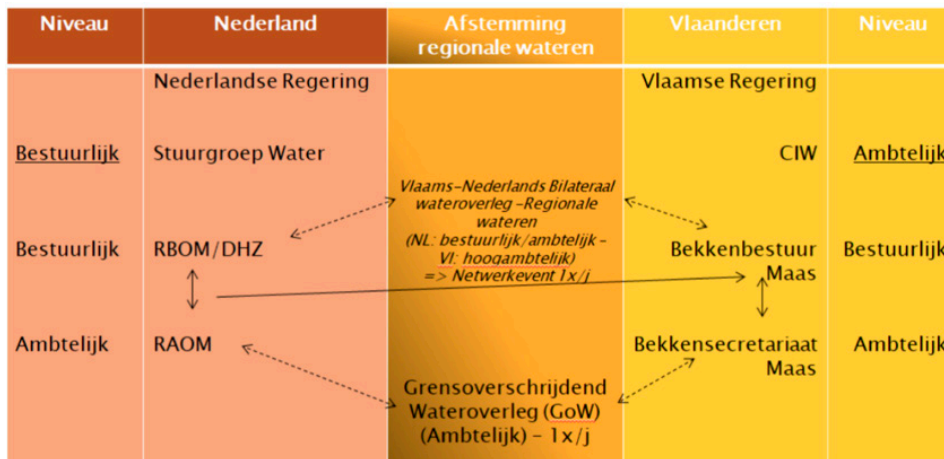 Niveau
Nederland
Afstemming
regionale wateren
Vlaanderen
Niveau
Nederlandse Regering
Vlaamse Regering
Bestuurlijk
Stuurgroep Water
CIW
Ambtelijk
Vlaams-Nederlands Bilateraal
wateroverleg -Regionale
wateren
(NL: bestuurlijk/ambtelijk –
Vl: hoogambtelijk)
=> Netwerkevent 1x/j
Bestuurlijk
RBOM/DHZ
Bekkenbestuur
Maas
Bestuurlijk
Ambtelijk
RAOM
Bekkensecretariaat
Maas
Ambtelijk
Grensoverschrijdend
Wateroverleg (GoW)
(Ambtelijk) – 1x/j